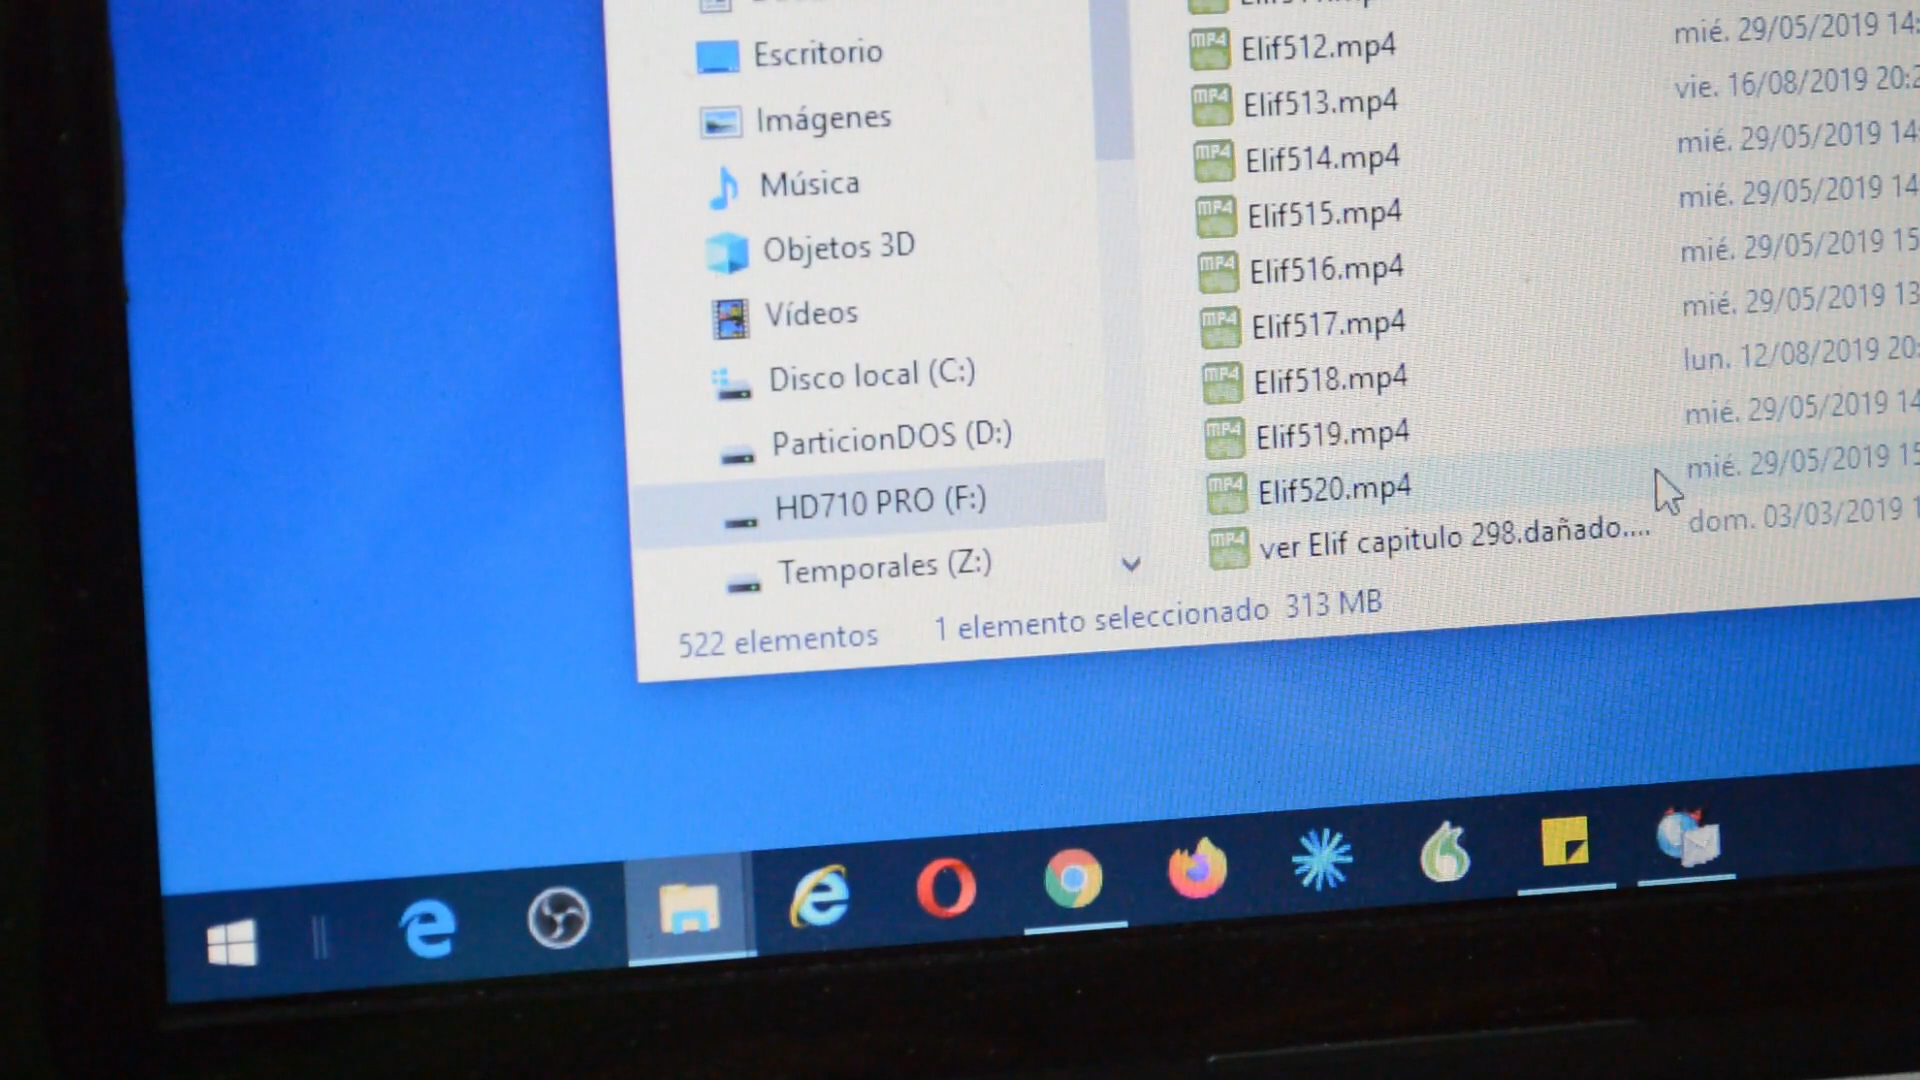 Escritorio
Imágenes
Música
Objetos 3D
Vídeos
Disco local (C:)
ParticionDOS (D:)
HD710 PRO (F:)
Temporales (Z:)
Elif512.mp4 mié. 29/05/2019 14:
Elif513.mp4 vie. 16/08/2019 20:2
Elif514.mp4 mié. 29/05/2019 14:
Elif515.mp4 mié. 29/05/2019 14:
Elif516.mp4 mié. 29/05/2019 15
Elif517.mp4 mié. 29/05/2019 13
Elif518.mp4 lun. 12/08/2019 20:
Elif519.mp4 mié. 29/05/2019 14
Elif520.mp4 mié. 29/05/2019 15
ver Elif capitulo 298.dañado.... dom. 03/03/2019 1
522 elementos 1 elemento seleccionado 313 MB